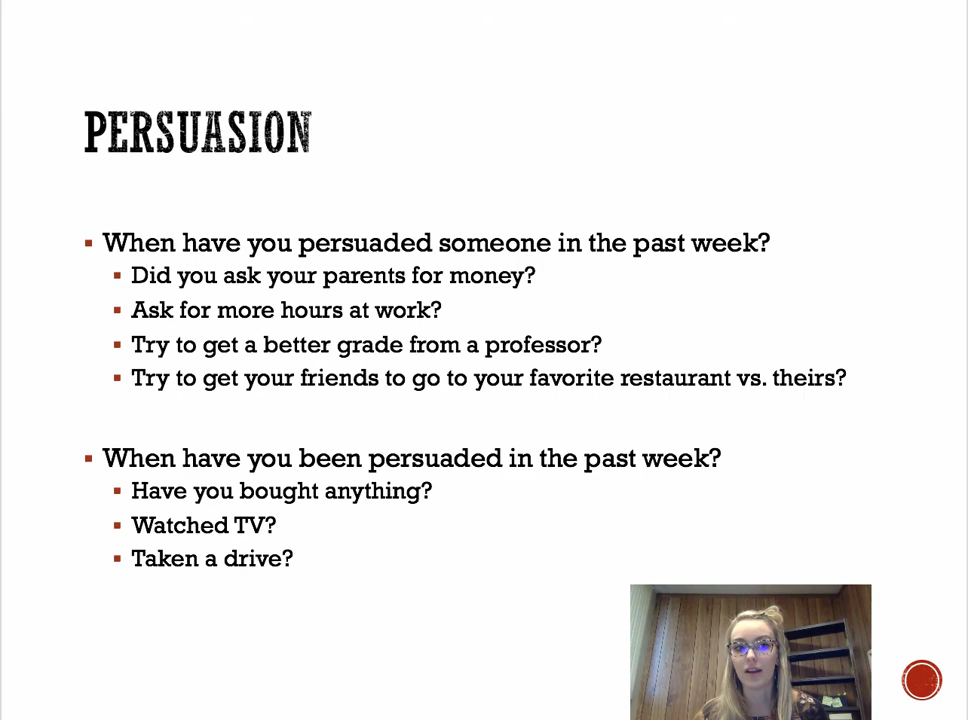 PERSUASION
When have you persuaded someone in the past week?
Did you ask your parents for money?
Ask for more hours at work?
Try to get a better grade from a professor?
Try to get your friends to go to your favorite restaurant vs. theirs?
When have you been persuaded in the past week?
Have you bought anything?
Watched TV?
Taken a drive?